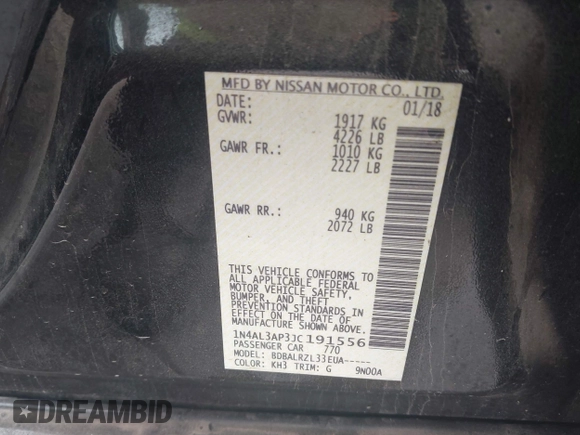 MFD BY NISSAN MOTOR CO., LTD.
DATE: 01/18
GVWR: 1917 KG
4226 LB
GAWR FR.: 1010 KG
2227 LB
GAWR RR.: 940 KG
2072 LB
THIS VEHICLE CONFORMS TO
ALL APPLICABLE FEDERAL
MOTOR VEHICLE SAFETY,
BUMPER, AND THEFT
PREVENTION STANDARDS IN
EFFECT ON THE DATE OF
MANUFACTURE SHOWN ABOVE.
1N4AL3AP3JC191556
PASSENGER CAR 770
MODEL: BDBALRZL33EUA-----
COLOR: KH3 TRIM: G 9N00A
DREAMBID